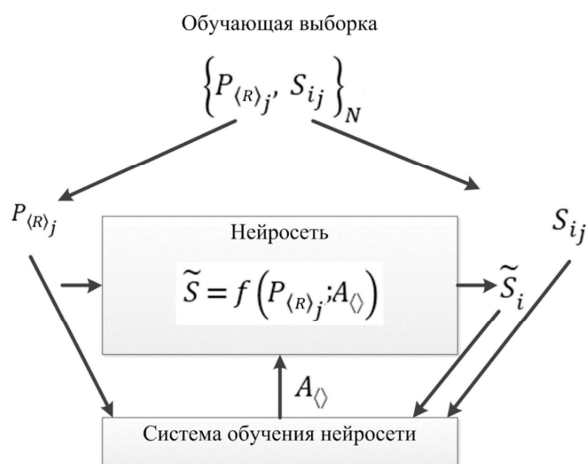 Обучающая выборка
{P⟨R⟩j, Sij}N
P⟨R⟩j
Sij
Нейросеть
S̃ = f(P⟨R⟩j;A⟨⟩)
S̃i
A⟨⟩
Система обучения нейросети